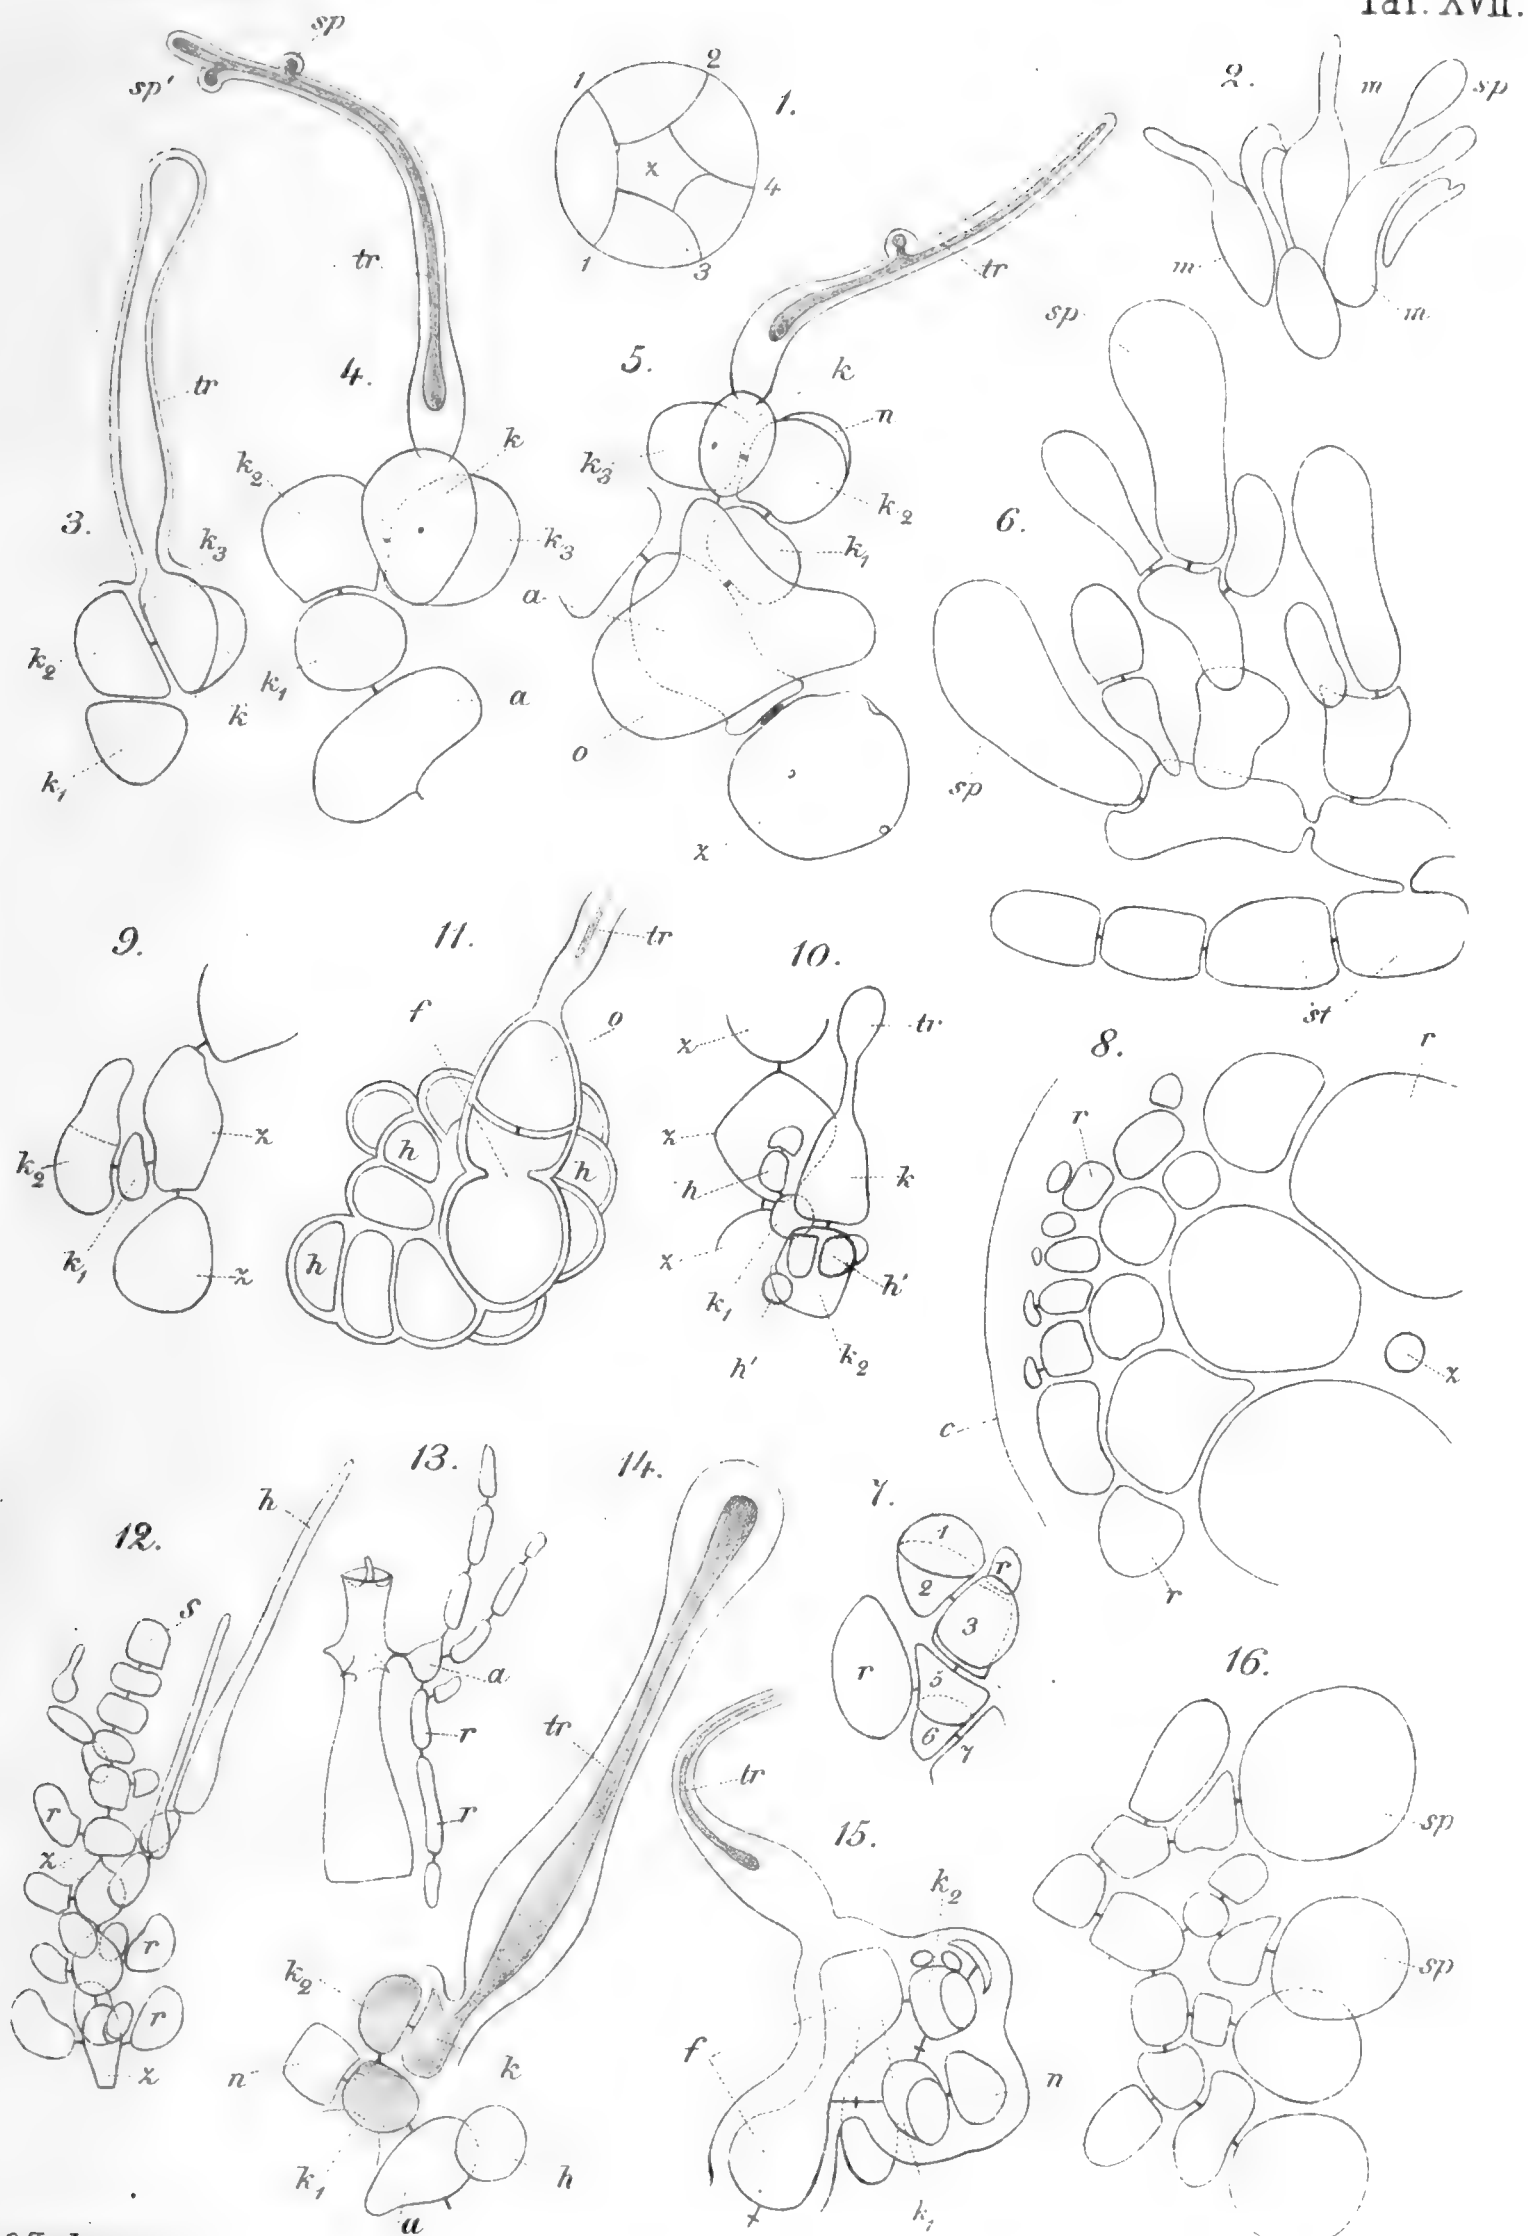 Taf. XVII.
sp
sp'
tr
4.
k
k2
k3
k1
a
tr
3.
k3
k2
k
k1
1
2
1.
x
4
1
3
tr
5.
k
n
k3
k2
k1
a
o
z
2.
m
sp
m
m
sp
6.
sp
st
9.
k2
z
k1
z
11.
tr
f
o
h
h
h
10.
z
tr
z
h
k
z
k1
h'
h'
k2
8.
r
r
c
z
r
12.
h
s
r
z
r
r
z
13.
a
r
r
14.
tr
k2
n
k
k1
h
a
7.
1
2
r
3
r
5
6
7
tr
15.
k2
f
n
k1
16.
sp
sp